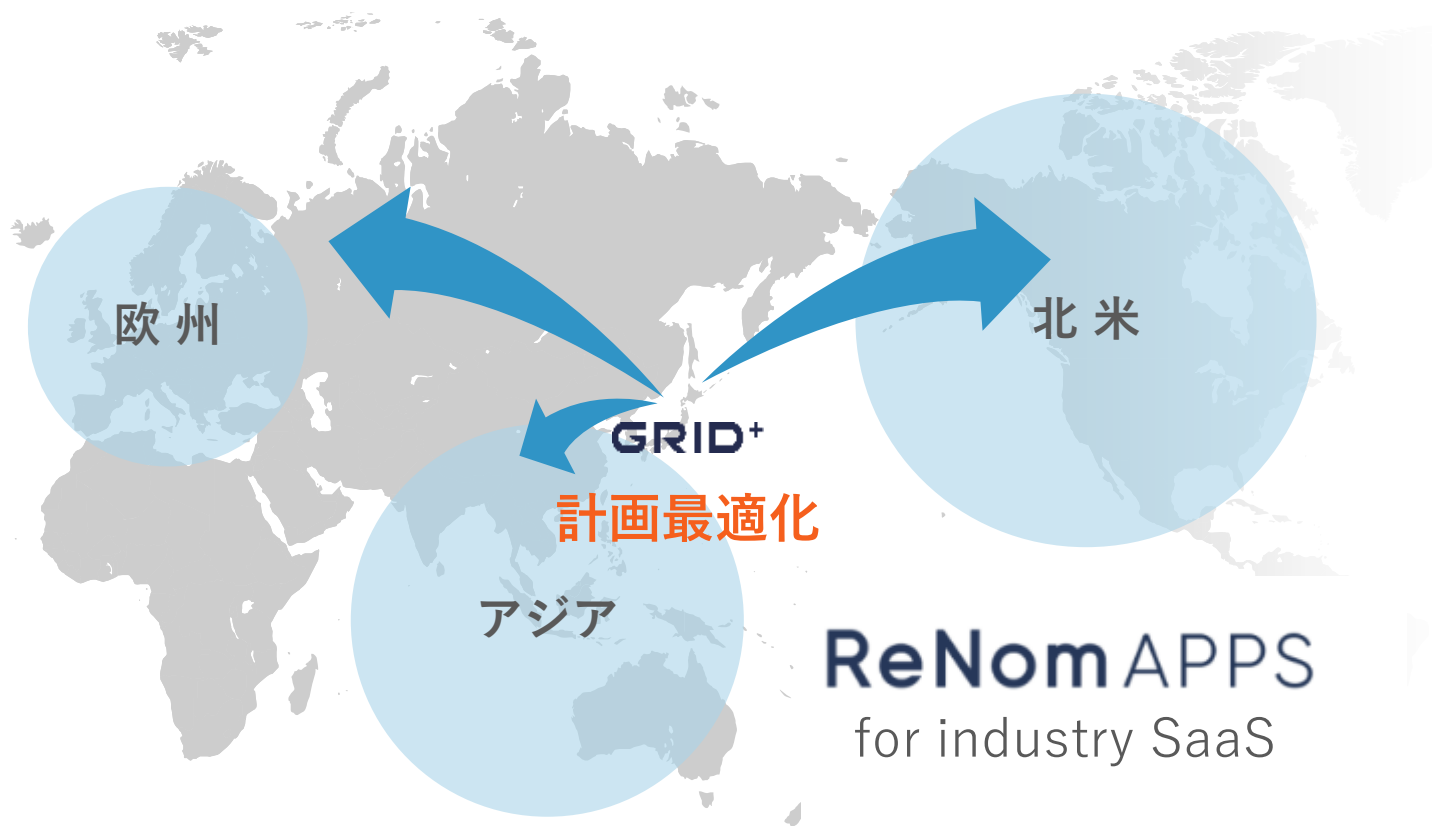 欧州
北米
GRID+
計画最適化
アジア
ReNom APPS
for industry SaaS